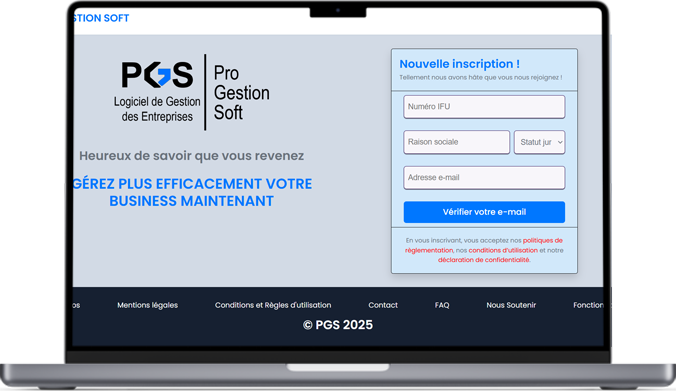 STION SOFT
PGS
Logiciel de Gestion
des Entreprises
Pro
Gestion
Soft
Heureux de savoir que vous revenez
GÉREZ PLUS EFFICACEMENT VOTRE
BUSINESS MAINTENANT
Nouvelle inscription !
Tellement nous avons hâte que vous nous rejoignez !
Numéro IFU
Raison sociale
Statut jur
Adresse e-mail
Vérifier votre e-mail
En vous inscrivant, vous acceptez nos politiques de
règlementation, nos conditions d'utilisation et notre
déclaration de confidentialité.
os
Mentions légales
Conditions et Règles d'utilisation
Contact
FAQ
Nous Soutenir
Fonction
© PGS 2025